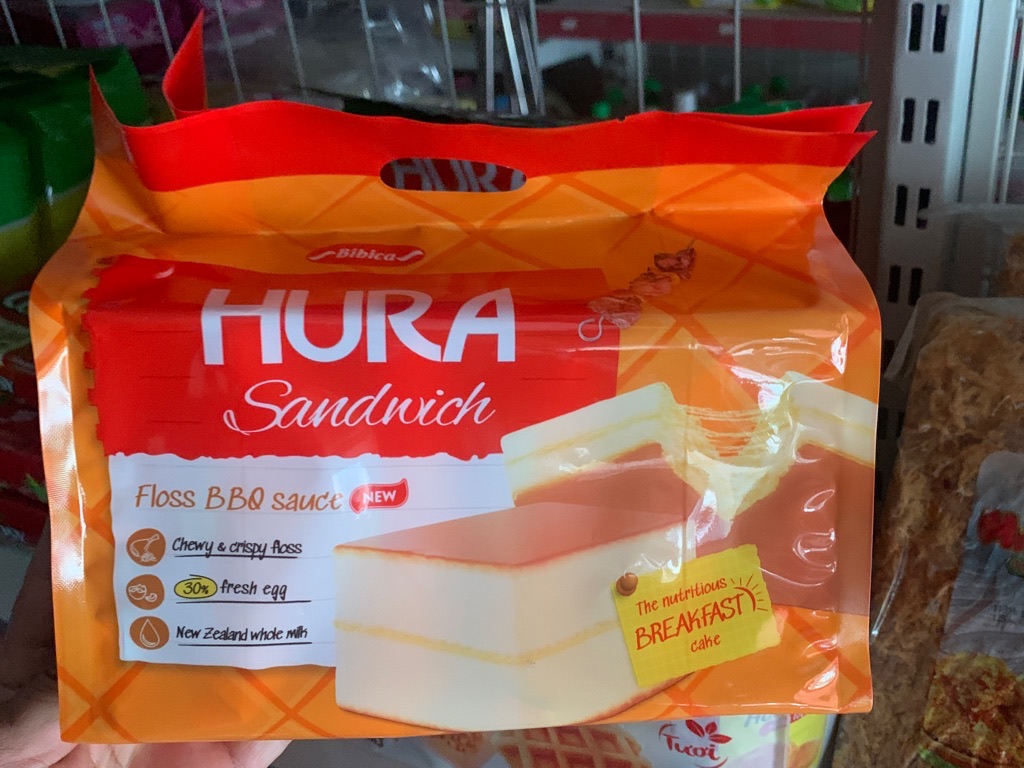 HUR
Bibica
HURA
Sandwich
Floss BBQ sauce NEW
Chewy & crispy floss
30% fresh egg
New Zealand whole milk
The nutritious
BREAKFAST
cake
Tươi